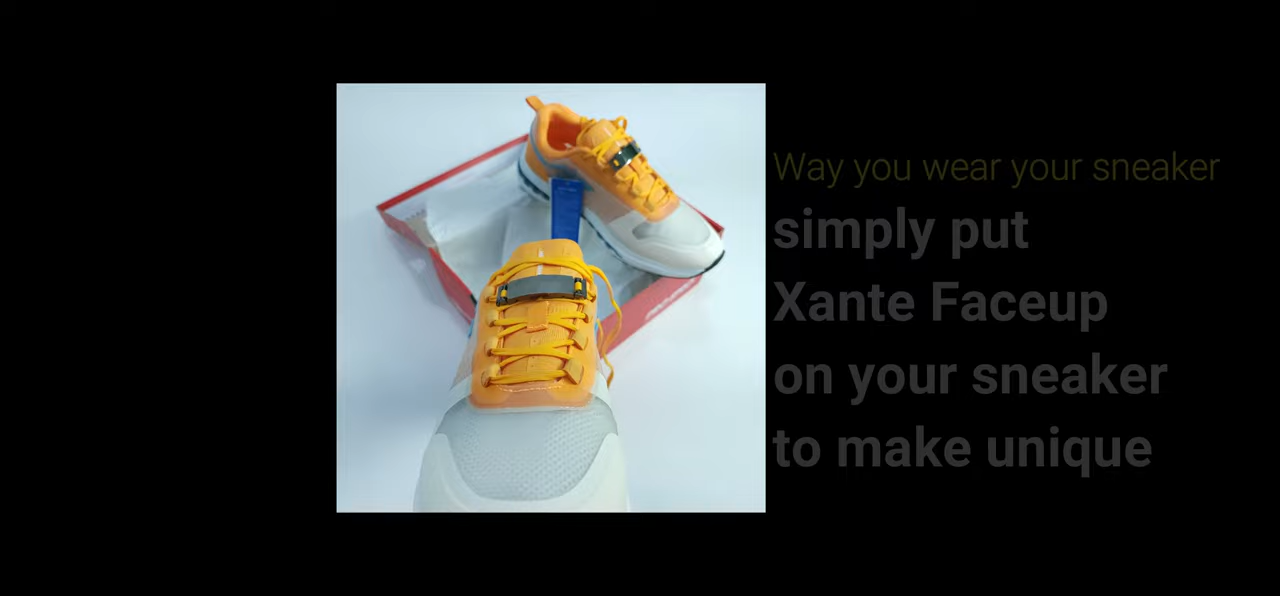 Way you wear your sneaker
simply put
Xante Faceup
on your sneaker
to make unique